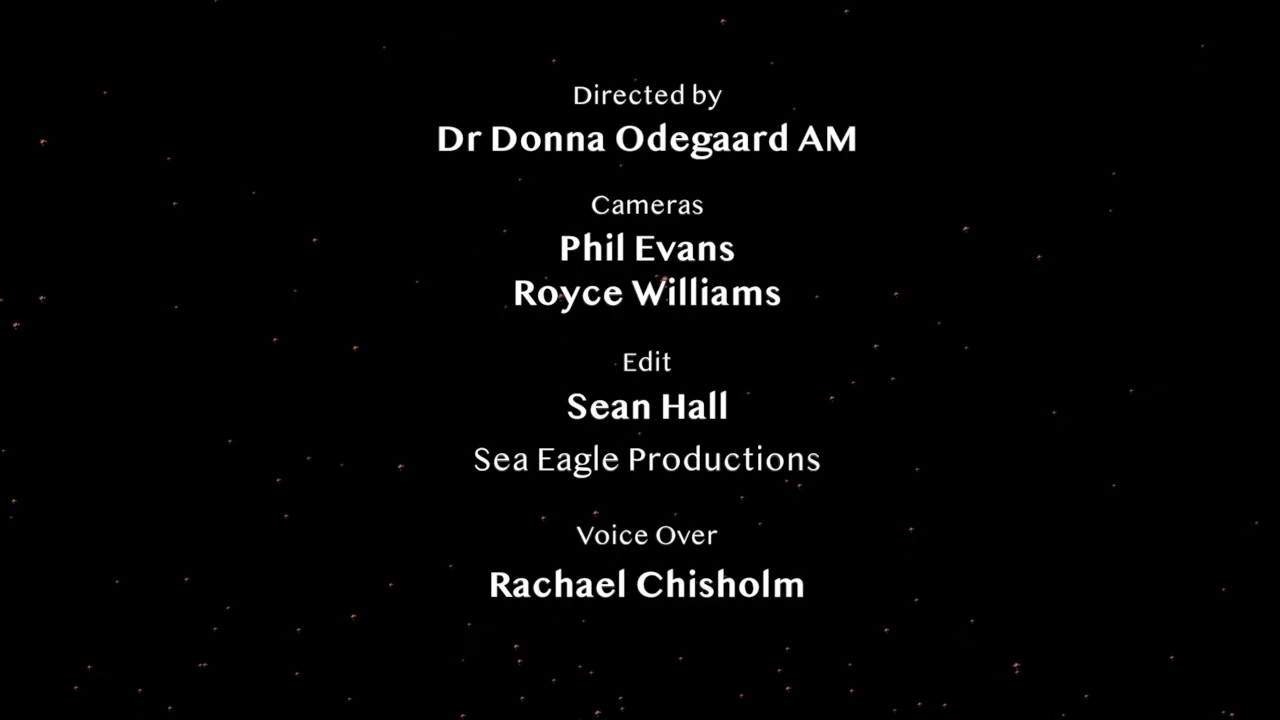 Directed by
Dr Donna Odegaard AM
Cameras
Phil Evans
Royce Williams
Edit
Sean Hall
Sea Eagle Productions
Voice Over
Rachael Chisholm